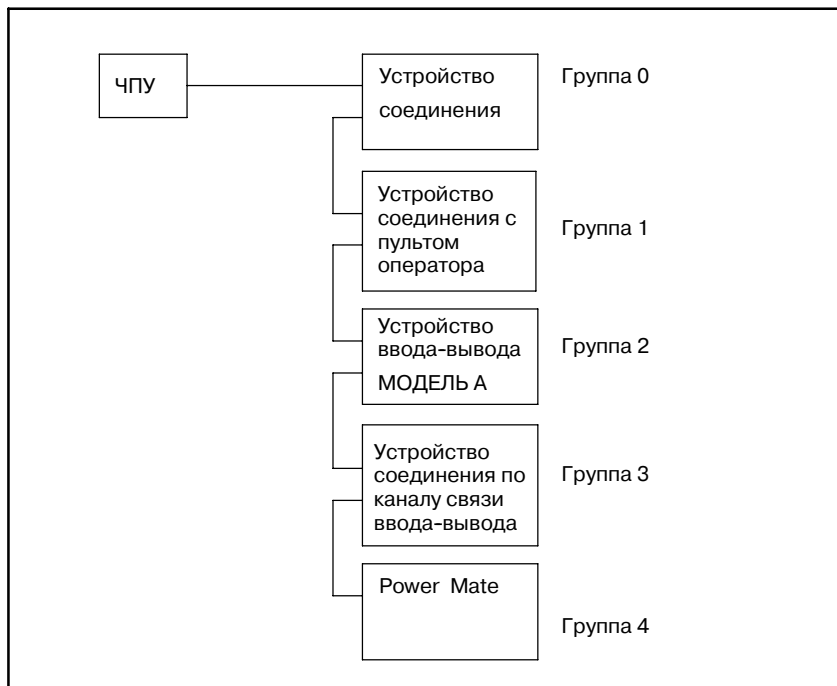 ЧПУ
Устройство
соединения
Группа 0
Устройство
соединения с
пультом
оператора
Группа 1
Устройство
ввода-вывода
МОДЕЛЬ А
Группа 2
Устройство
соединения по
каналу связи
ввода-вывода
Группа 3
Power Mate
Группа 4